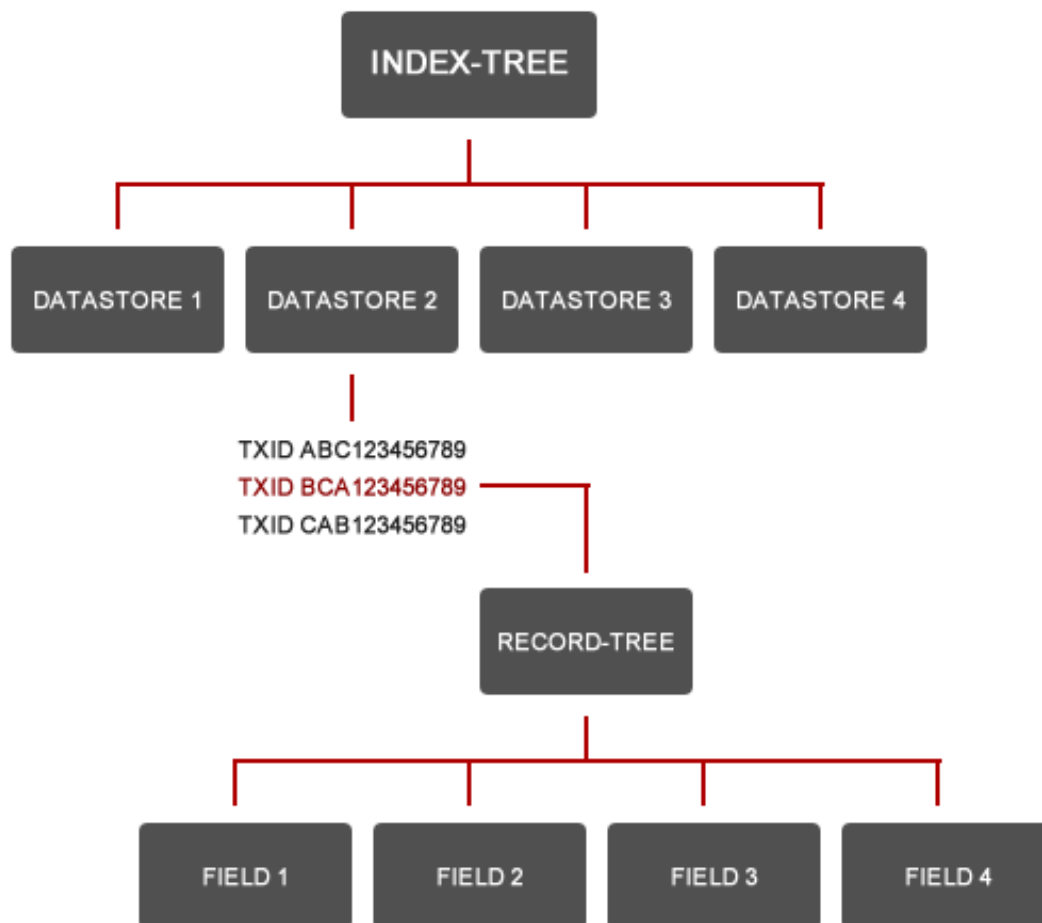 INDEX-TREE
DATASTORE 1
DATASTORE 2
DATASTORE 3
DATASTORE 4
TXID ABC123456789
TXID BCA123456789
TXID CAB123456789
RECORD-TREE
FIELD 1
FIELD 2
FIELD 3
FIELD 4